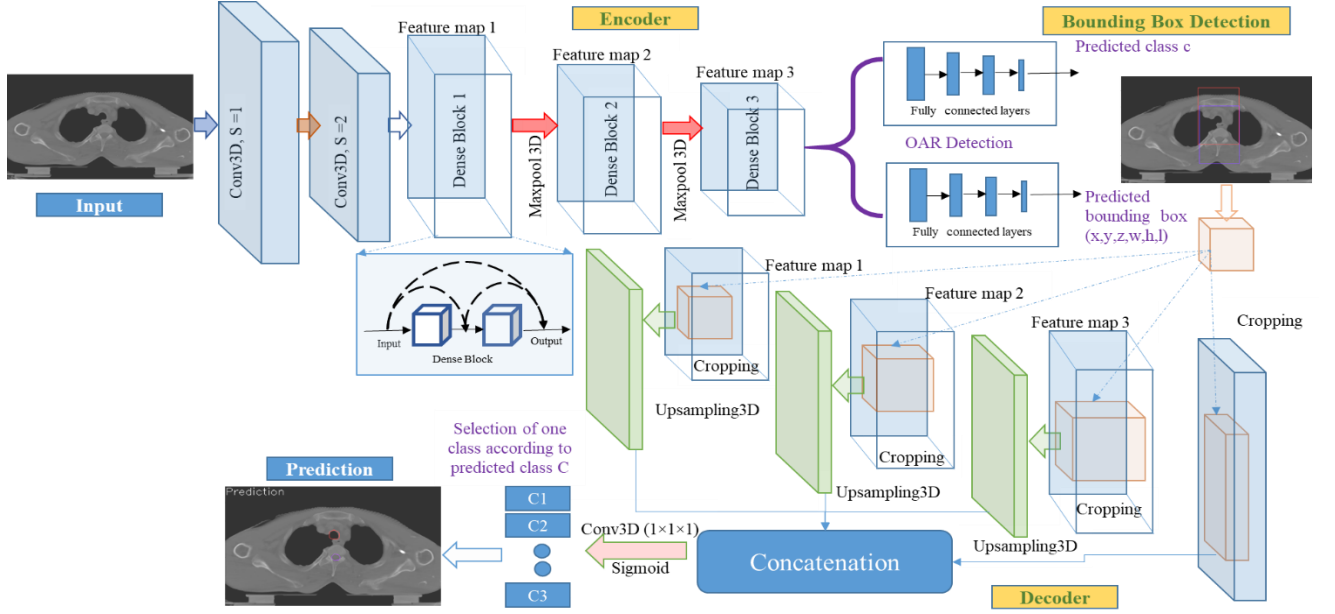 Encoder
Bounding Box Detection
Feature map 1
Feature map 2
Feature map 3
Predicted class c
Conv3D, S =1
Conv3D, S =2
Dense Block 1
Maxpool 3D
Dense Block 2
Maxpool 3D
Dense Block 3
Fully connected layers
OAR Detection
Fully connected layers
Predicted
bounding box
(x,y,z,w,h,l)
Input
Input
Output
Dense Block
Feature map 1
Cropping
Upsampling3D
Feature map 2
Cropping
Upsampling3D
Feature map 3
Cropping
Upsampling3D
Cropping
Selection of one
class according to
predicted class C
Prediction
Prediction
C1
C2
C3
Conv3D (1×1×1)
Sigmoid
Concatenation
Decoder